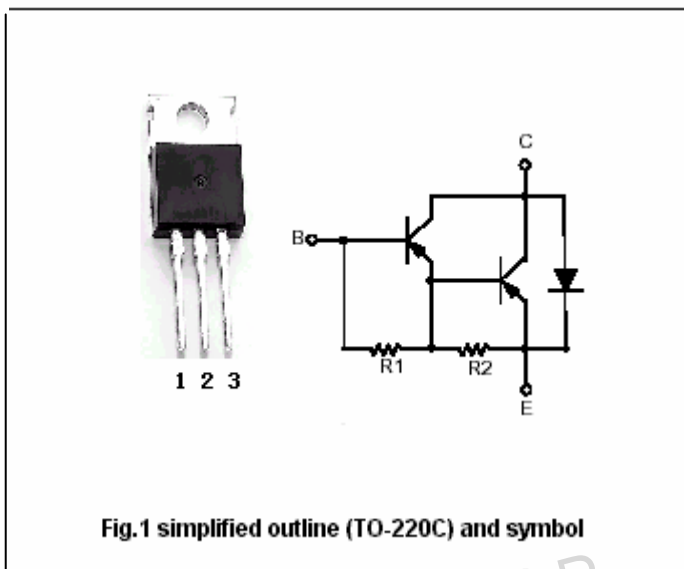 C
B
R1 R2
1 2 3
E
Fig.1 simplified outline (TO-220C) and symbol